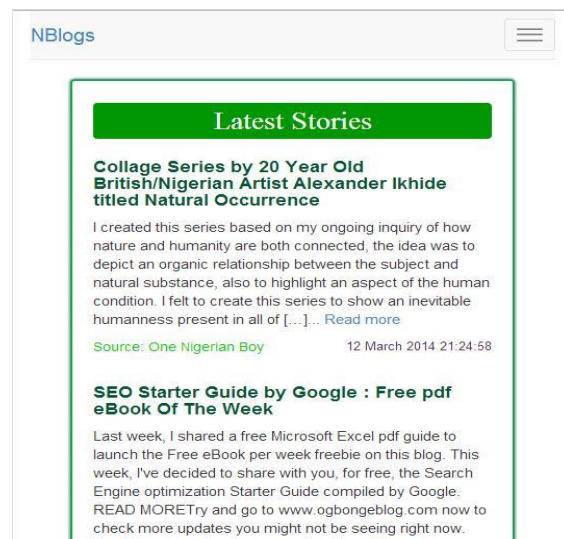 NBlogs
Latest Stories
Collage Series by 20 Year Old
British/Nigerian Artist Alexander Ikhide
titled Natural Occurrence
I created this series based on my ongoing inquiry of how
nature and humanity are both connected, the idea was to
depict an organic relationship between the subject and
natural substance, also to highlight an aspect of the human
condition. I felt to create this series to show an inevitable
humanness present in all of […]... Read more
Source: One Nigerian Boy 12 March 2014 21:24:58
SEO Starter Guide by Google : Free pdf
eBook Of The Week
Last week, I shared a free Microsoft Excel pdf guide to
launch the Free eBook per week freebie on this blog. This
week, I've decided to share with you, for free, the Search
Engine optimization Starter Guide compiled by Google.
READ MORETry and go to www.ogbongeblog.com now to
check more updates you might not be seeing right now.